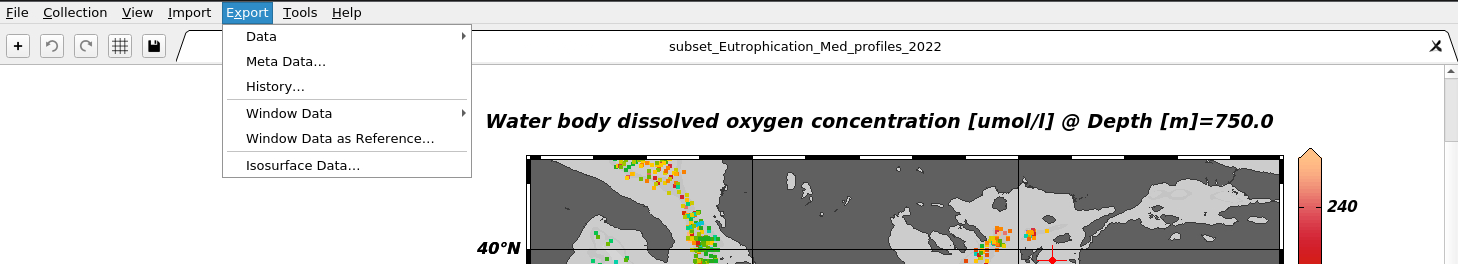 File Collection View Import Export Tools Help
subset_Eutrophication_Med_profiles_2022
Data
Meta Data...
History...
Window Data
Window Data as Reference...
Isosurface Data...
Water body dissolved oxygen concentration [umol/l] @ Depth [m]=750.0
240
40°N